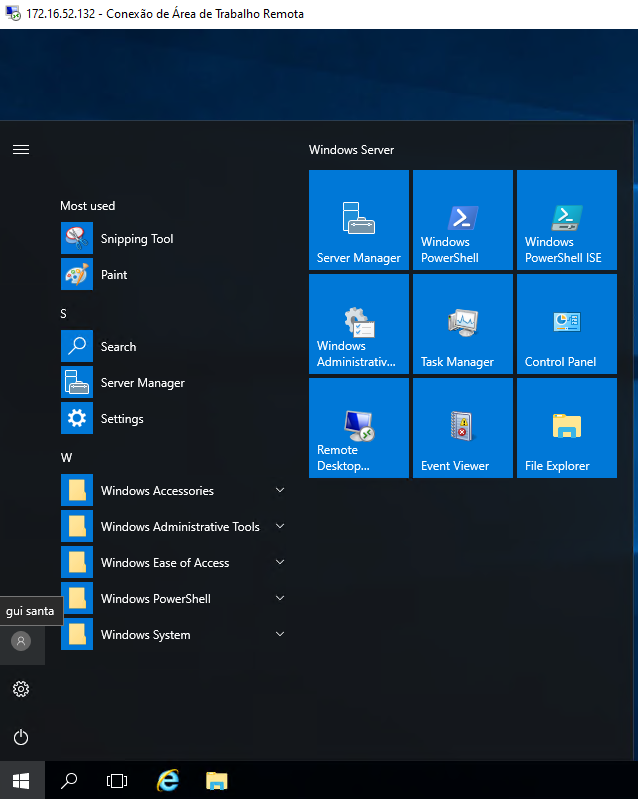 172.16.52.132 - Conexão de Área de Trabalho Remota
Windows Server
Most used
Snipping Tool
Paint
S
Search
Server Manager
Settings
W
Windows Accessories
Windows Administrative Tools
Windows Ease of Access
Windows PowerShell
Windows System
Server Manager
Windows
PowerShell
Windows
PowerShell ISE
Windows
Administrativ...
Task Manager
Control Panel
Remote
Desktop...
Event Viewer
File Explorer
gui santa